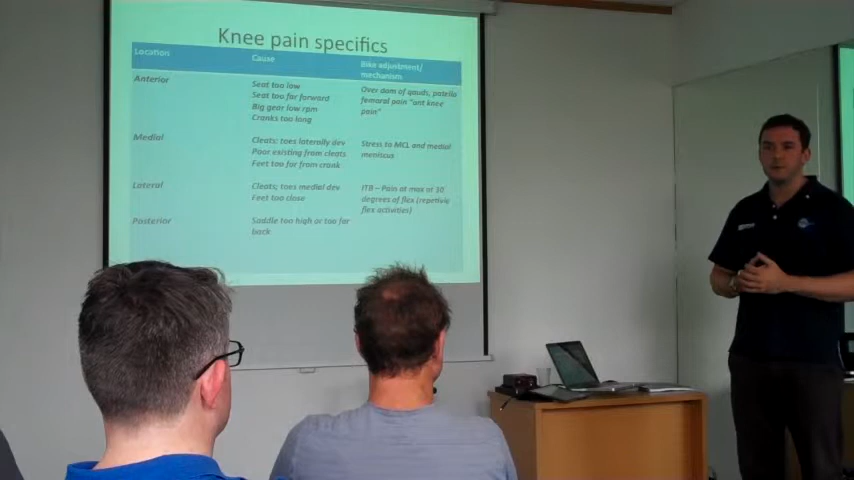 Knee pain specifics
Location Cause Bike adjustment/
mechanism
Anterior Seat too low Over dom of qauds, patello
Seat too far forward femoral pain "ant knee
Big gear low rpm pain"
Cranks too long
Medial Cleats: toes laterally dev Stress to MCL and medial
Poor existing from cleats meniscus
Feet too far from crank
Lateral Cleats; toes medial dev ITB – Pain at max at 30
Feet too close degrees of flex (repetivie
flex activities)
Posterior Saddle too high or too far
back